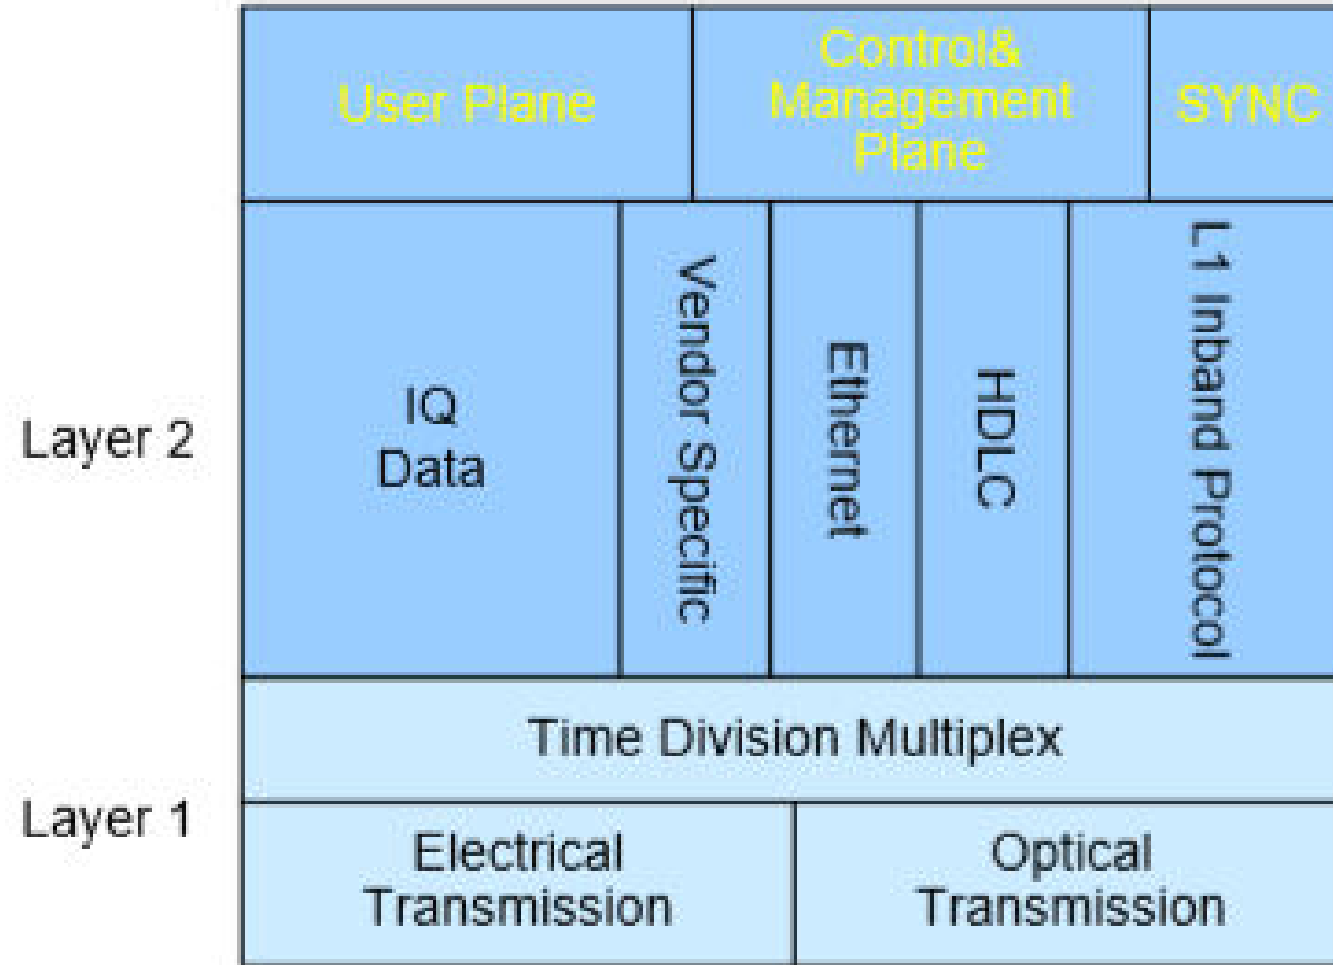 User Plane
Control&
Management
Plane
SYNC
Layer 2
IQ
Data
Vendor Specific
Ethernet
HDLC
L1 Inband Protocol
Time Division Multiplex
Layer 1
Electrical
Transmission
Optical
Transmission